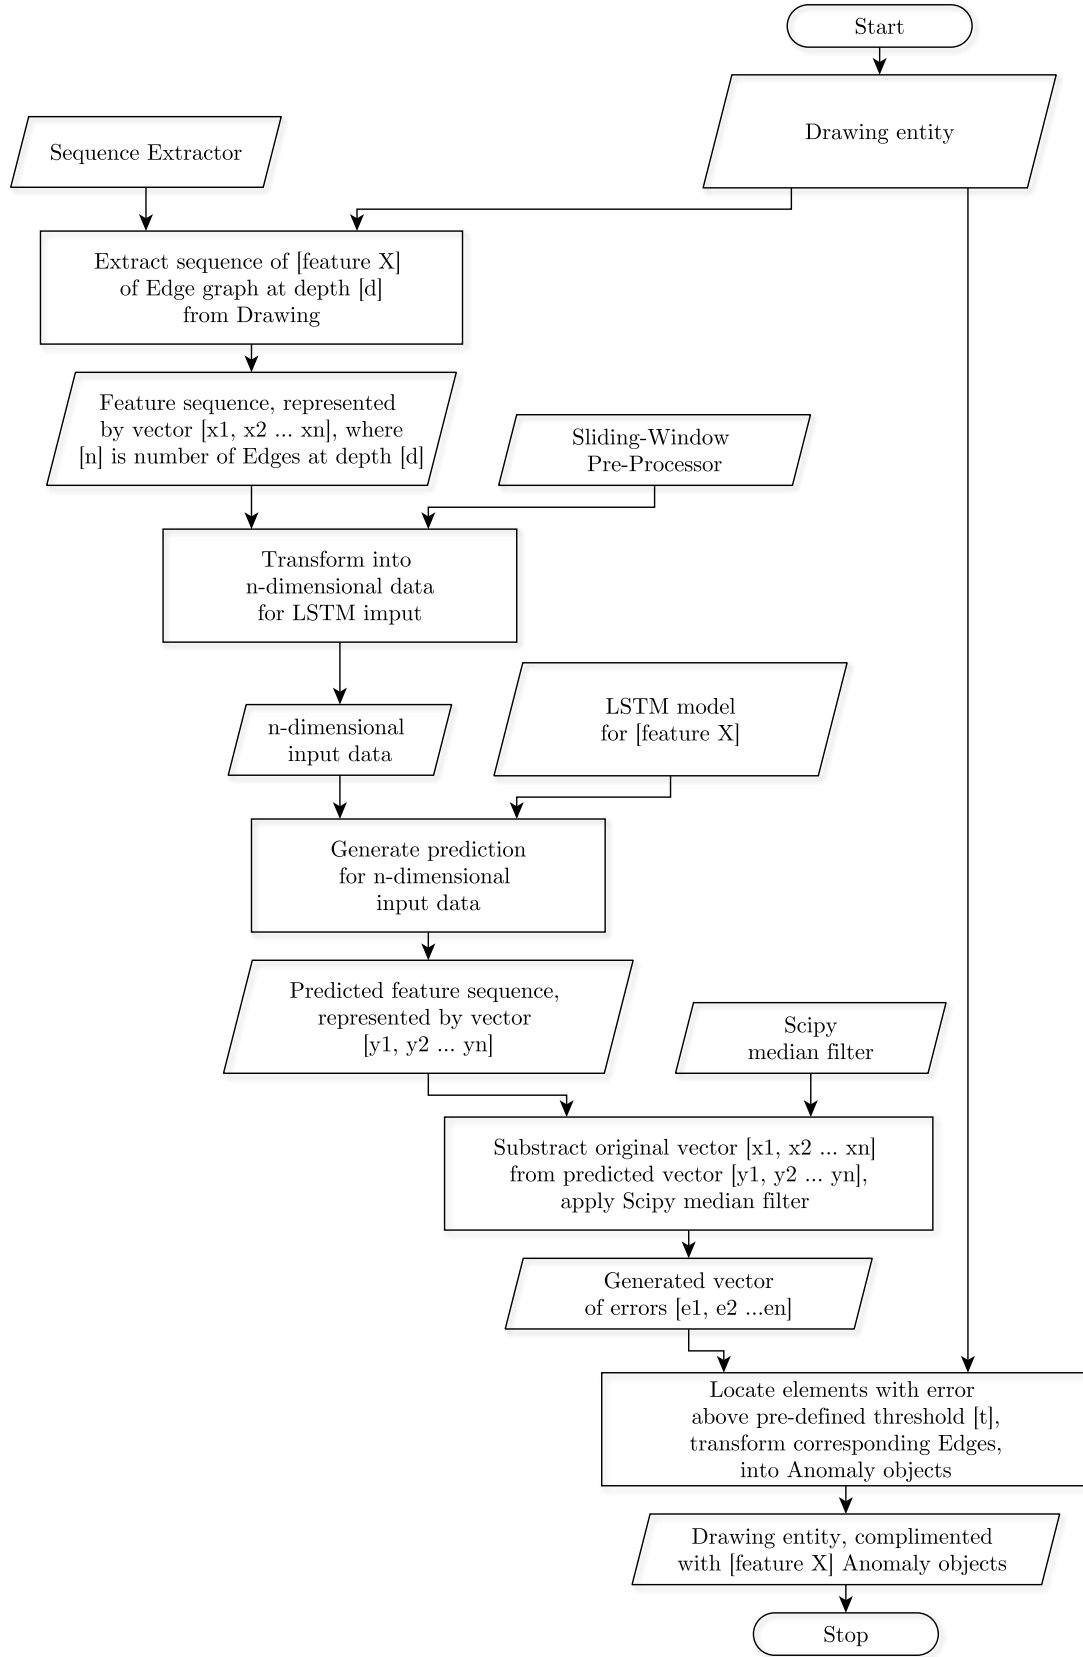 Start
Drawing entity
Sequence Extractor
Extract sequence of [feature X]
of Edge graph at depth [d]
from Drawing
Feature sequence, represented
by vector [x1, x2 ... xn], where
[n] is number of Edges at depth [d]
Sliding-Window
Pre-Processor
Transform into
n-dimensional data
for LSTM imput
LSTM model
for [feature X]
n-dimensional
input data
Generate prediction
for n-dimensional
input data
Predicted feature sequence,
represented by vector
[y1, y2 ... yn]
Scipy
median filter
Substract original vector [x1, x2 ... xn]
from predicted vector [y1, y2 ... yn],
apply Scipy median filter
Generated vector
of errors [e1, e2 ...en]
Locate elements with error
above pre-defined threshold [t],
transform corresponding Edges,
into Anomaly objects
Drawing entity, complimented
with [feature X] Anomaly objects
Stop